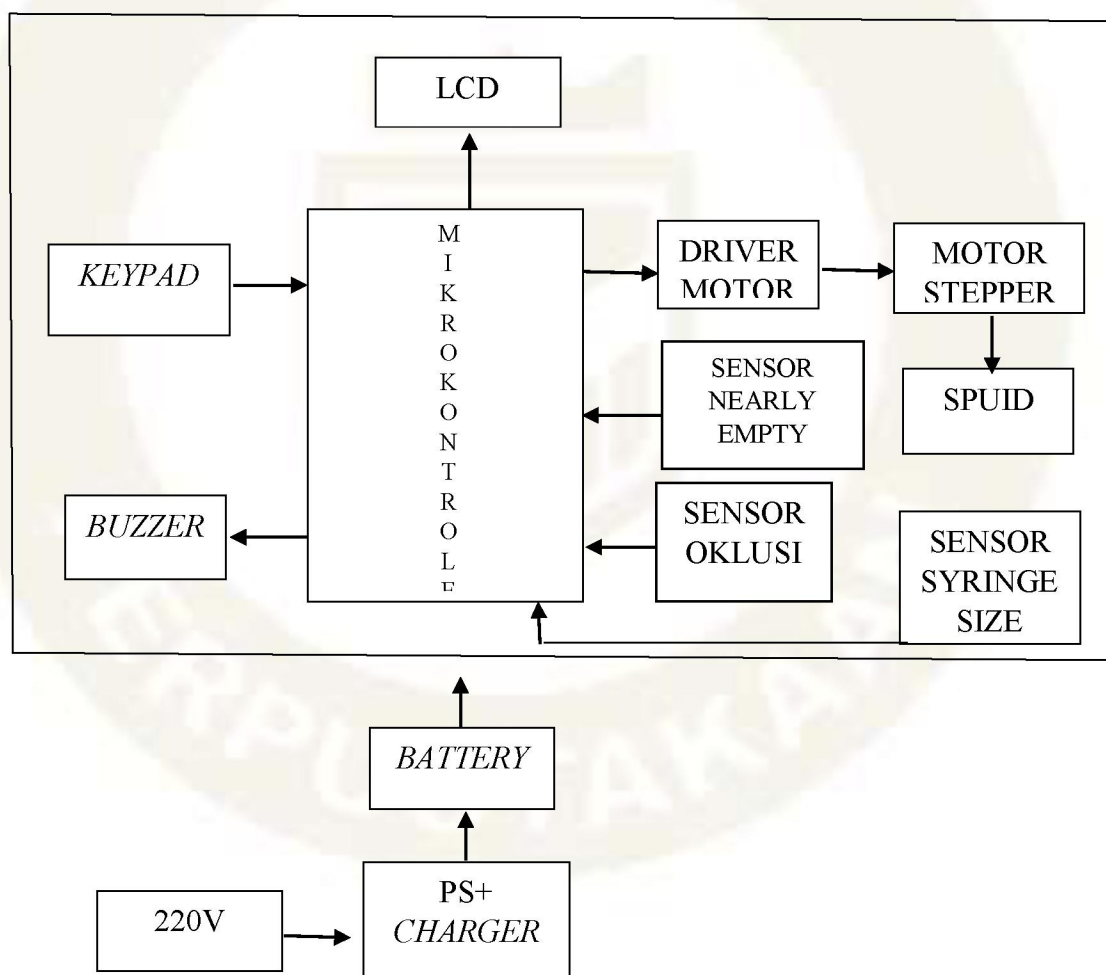 LCD
KEYPAD
M
I
K
R
O
K
O
N
T
R
O
L
E
DRIVER
MOTOR
MOTOR
STEPPER
SENSOR
NEARLY
EMPTY
SPUID
BUZZER
SENSOR
OKLUSI
SENSOR
SYRINGE
SIZE
BATTERY
PS+
CHARGER
220V
ERPUSTAKAA